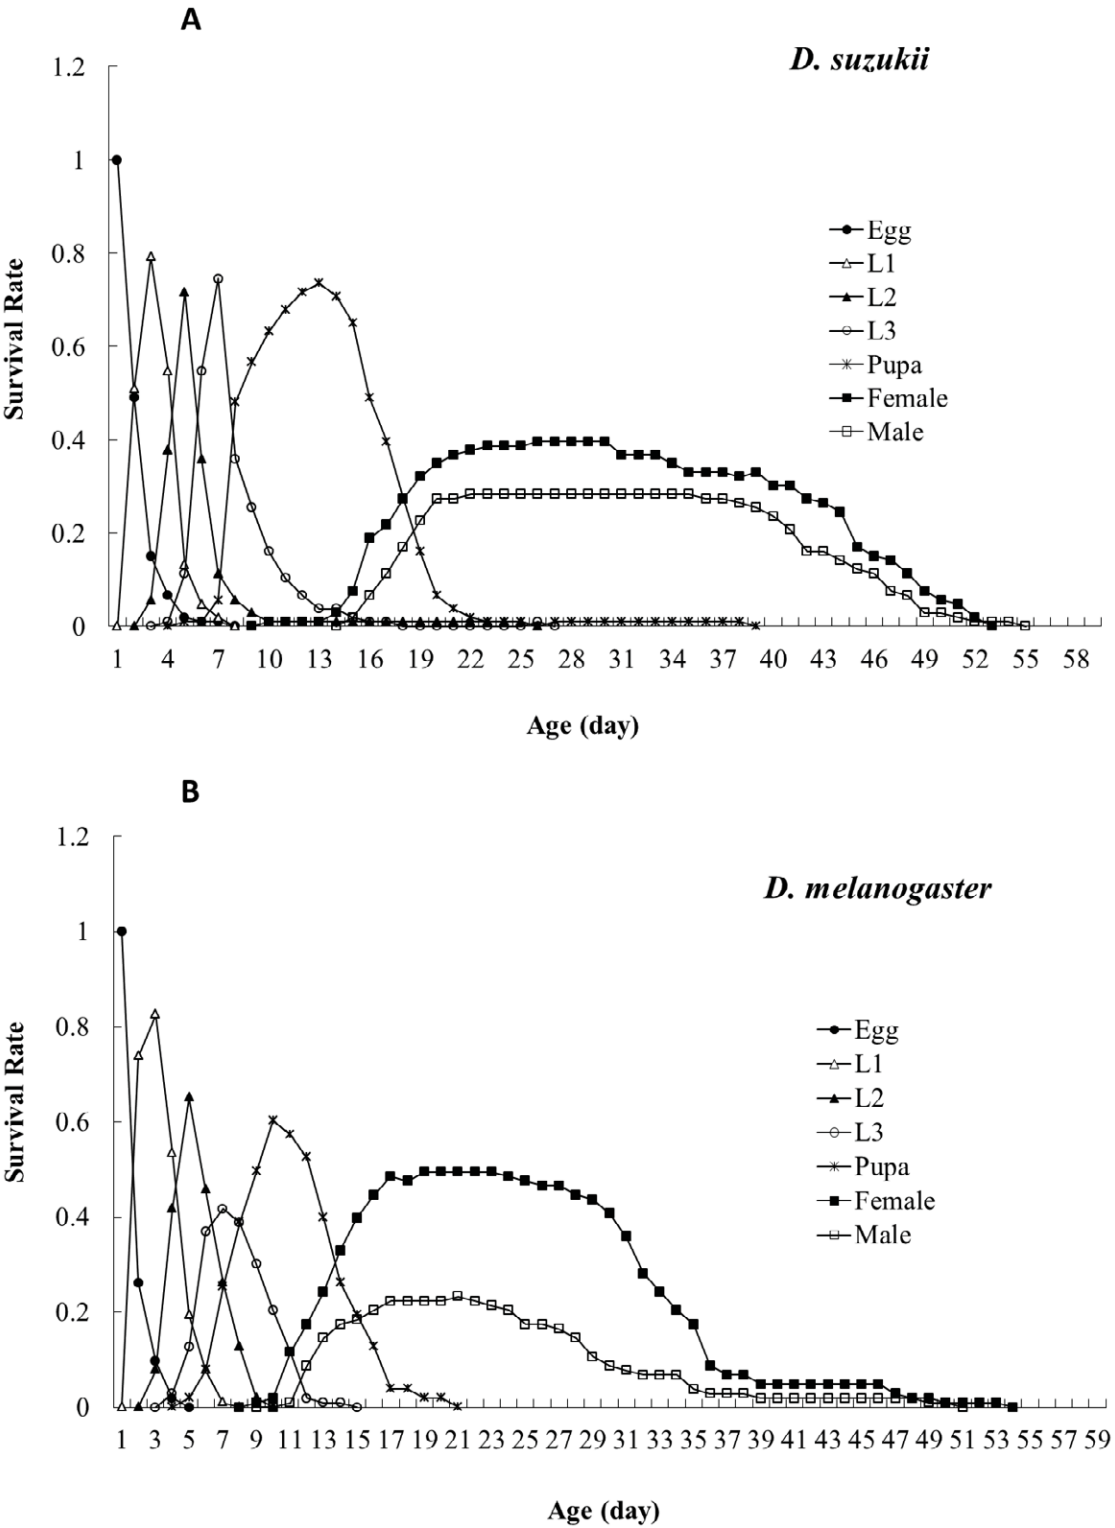 A
D. suzukii
1.2
1
0.8
0.6
0.4
0.2
0
Survival Rate
Egg
L1
L2
L3
Pupa
Female
Male
1 4 7 10 13 16 19 22 25 28 31 34 37 40 43 46 49 52 55 58
Age (day)
B
D. melanogaster
1.2
1
0.8
0.6
0.4
0.2
0
Survival Rate
Egg
L1
L2
L3
Pupa
Female
Male
1 3 5 7 9 11 13 15 17 19 21 23 25 27 29 31 33 35 37 39 41 43 45 47 49 51 53 55 57 59
Age (day)